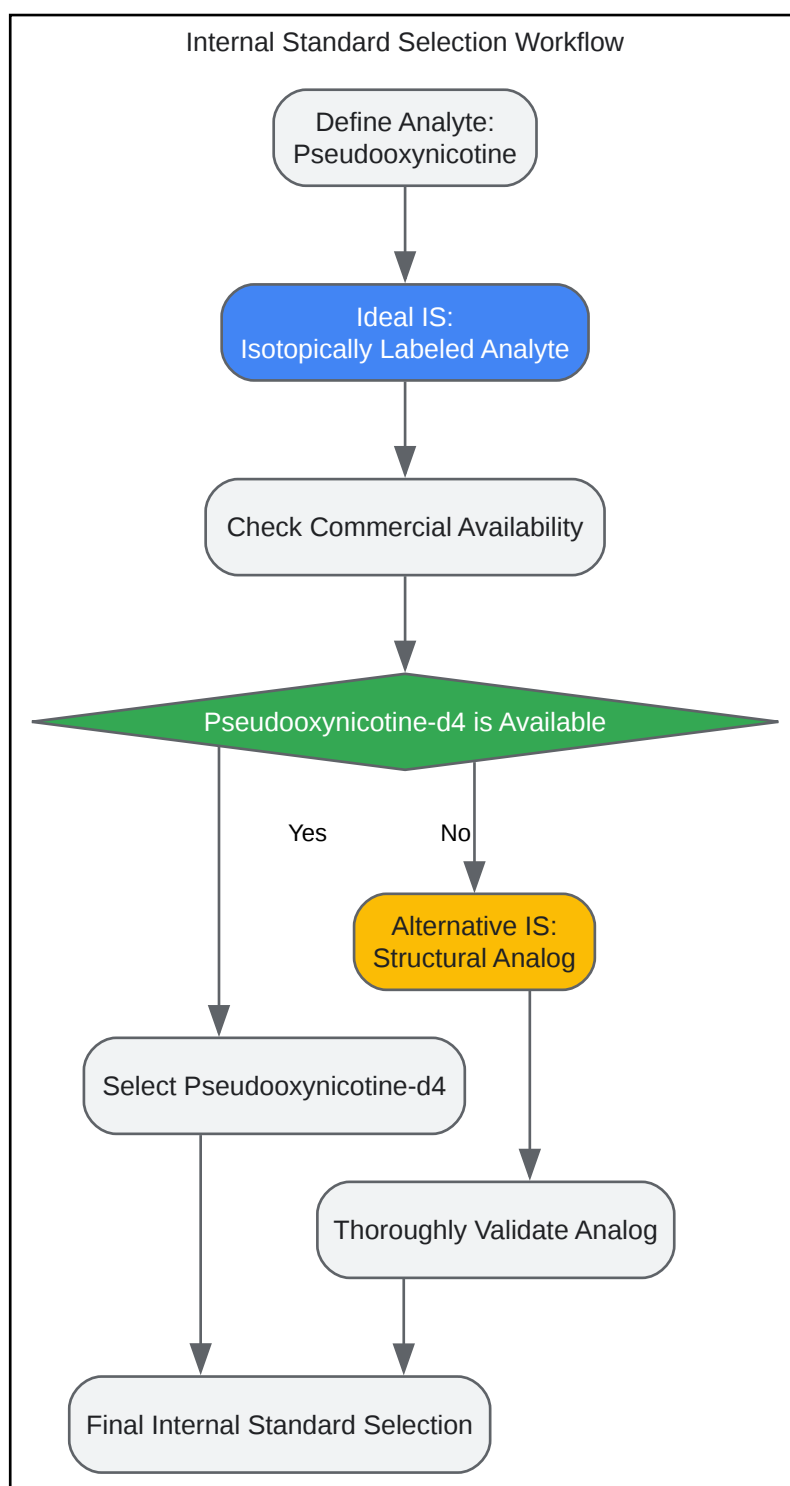 Internal Standard Selection Workflow
Define Analyte:
Pseudooxynicotine
Ideal IS:
Isotopically Labeled Analyte
Check Commercial Availability
Pseudooxynicotine-d4 is Available
Yes
No
Alternative IS:
Structural Analog
Select Pseudooxynicotine-d4
Thoroughly Validate Analog
Final Internal Standard Selection